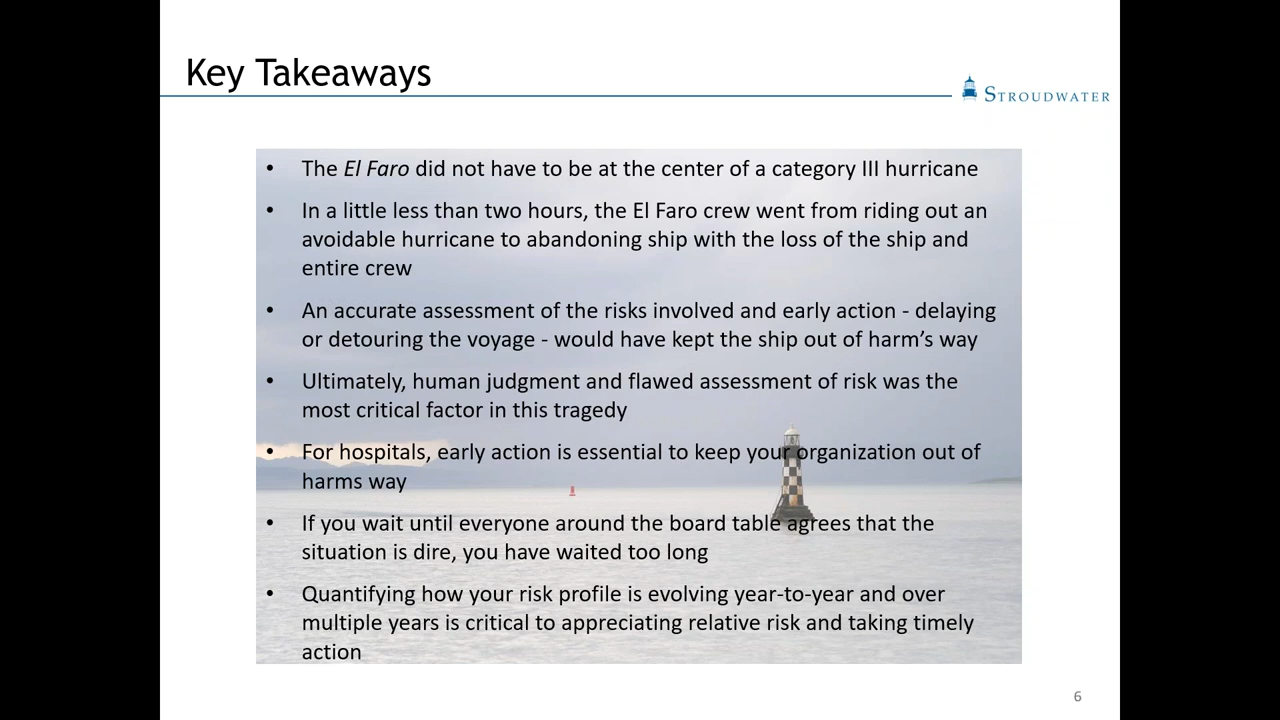 Key Takeaways
STROUDWATER
• The El Faro did not have to be at the center of a category III hurricane
• In a little less than two hours, the El Faro crew went from riding out an
avoidable hurricane to abandoning ship with the loss of the ship and
entire crew
• An accurate assessment of the risks involved and early action - delaying
or detouring the voyage - would have kept the ship out of harm’s way
• Ultimately, human judgment and flawed assessment of risk was the
most critical factor in this tragedy
• For hospitals, early action is essential to keep your organization out of
harms way
• If you wait until everyone around the board table agrees that the
situation is dire, you have waited too long
• Quantifying how your risk profile is evolving year-to-year and over
multiple years is critical to appreciating relative risk and taking timely
action
6